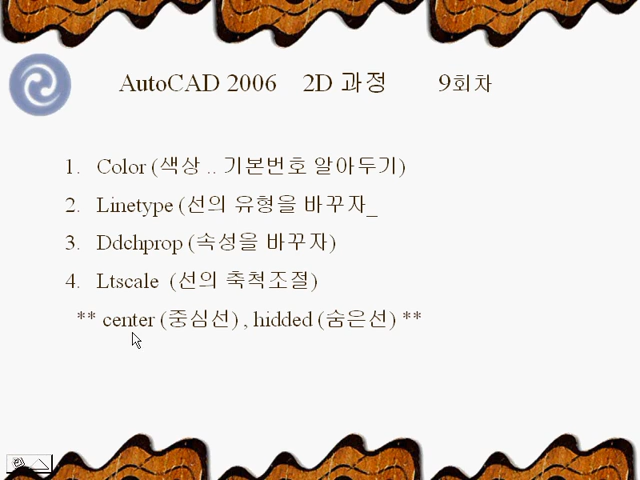 AutoCAD 2006 2D 과정 9회차
1. Color (색상 .. 기본번호 알아두기)
2. Linetype (선의 유형을 바꾸자_
3. Ddchprop (속성을 바꾸자)
4. Ltscale (선의 축척조절)
** center (중심선) , hidded (숨은선) **